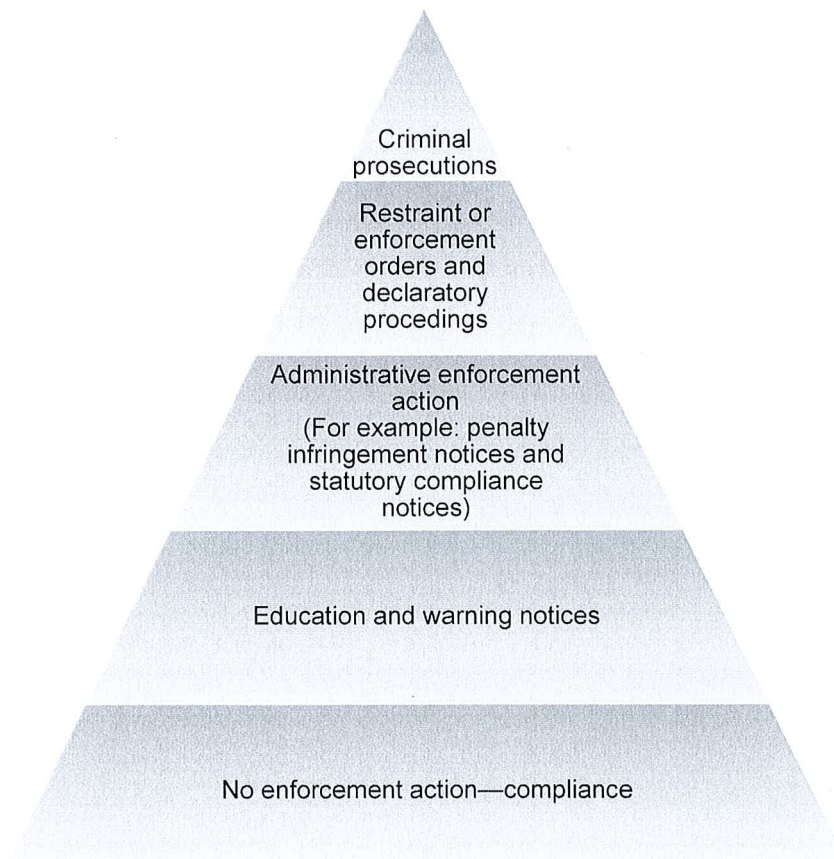 Criminal
prosecutions
Restraint or
enforcement
orders and
declaratory
procedings
Administrative enforcement
action
(For example: penalty
infringement notices and
statutory compliance
notices)
Education and warning notices
No enforcement action—compliance